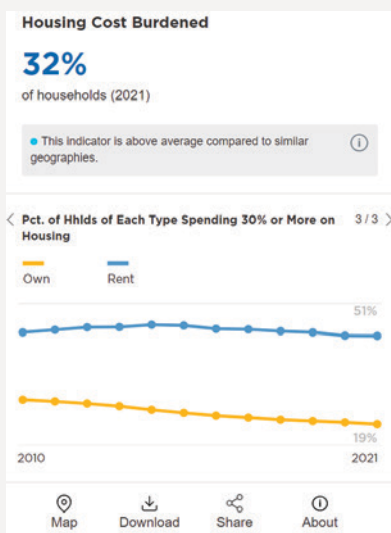 Housing Cost Burdened
32%
of households (2021)
This indicator is above average compared to similar
geographies.
Pct. of Hhlds of Each Type Spending 30% or More on
Housing
3 / 3
Own
Rent
51%
19%
2010
2021
Map
Download
Share
About